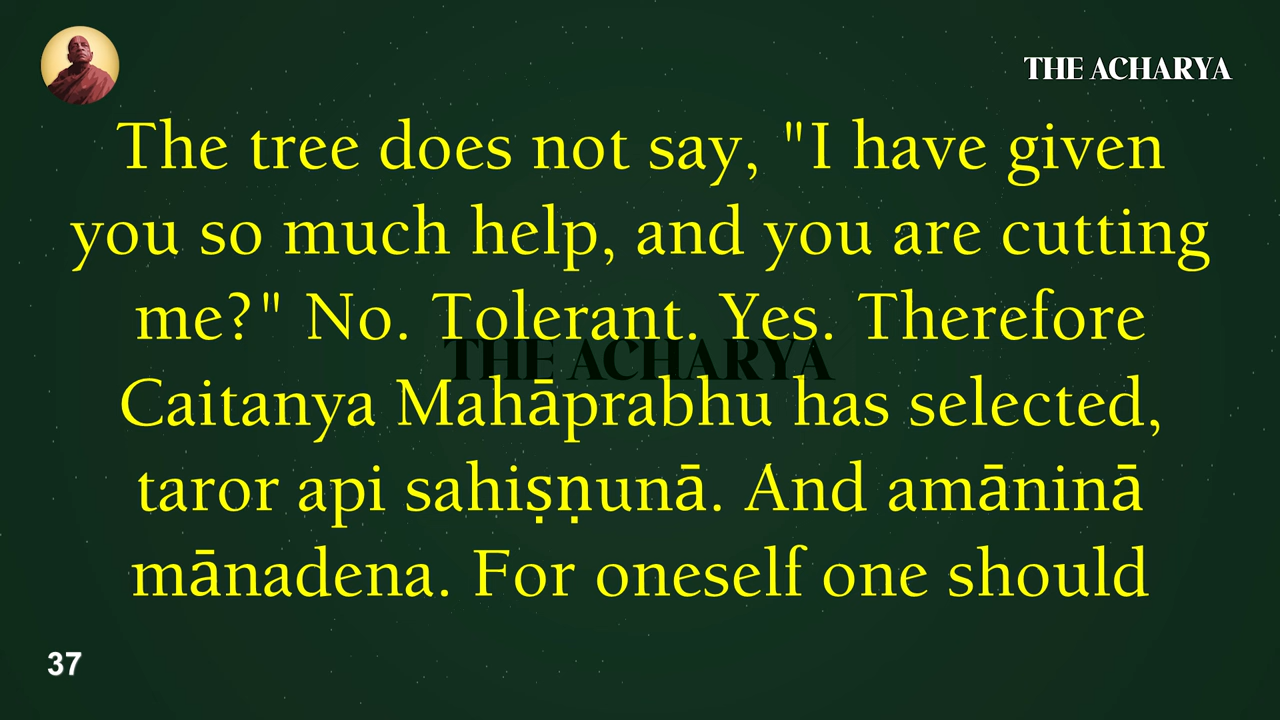 THE ACHARYA
The tree does not say, "I have given
you so much help, and you are cutting
me?" No. Tolerant. Yes. Therefore
THE ACHARYA
Caitanya Mahāprabhu has selected,
taror api sahiṣṇunā. And amāninā
mānadena. For oneself one should
37